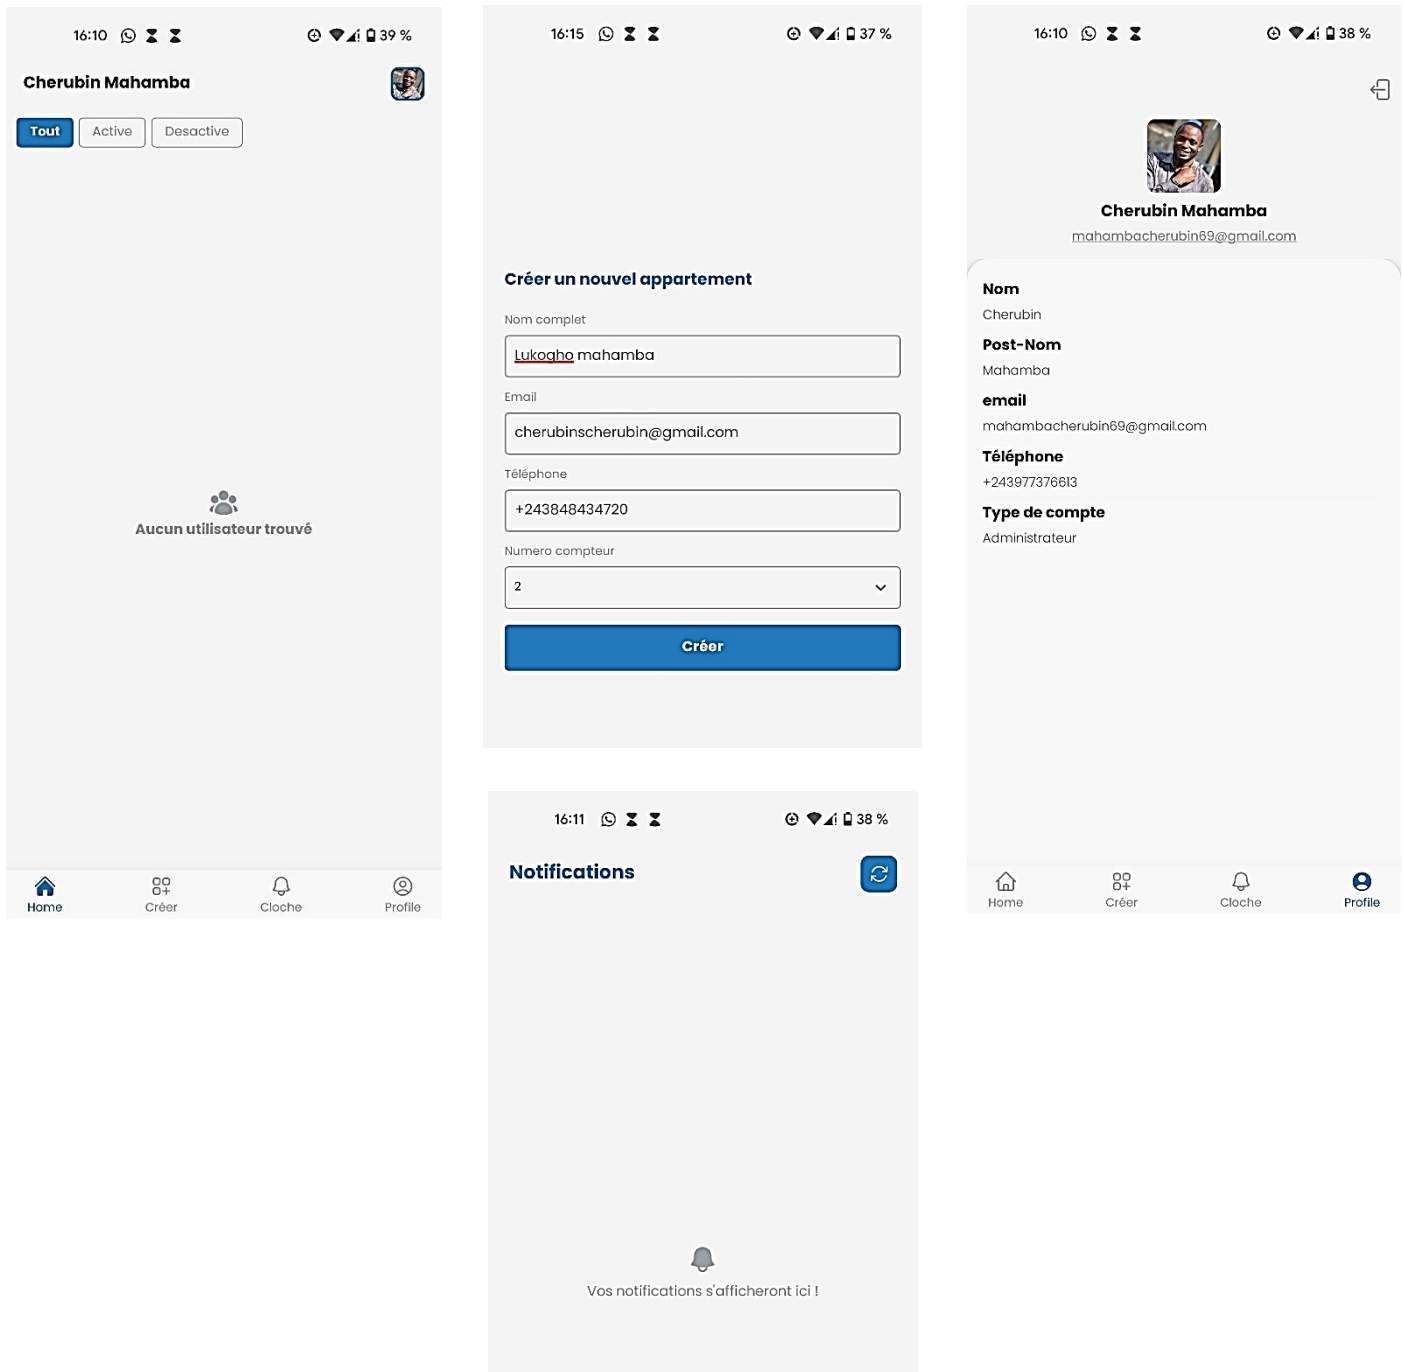 16:10
39 %
Cherubin Mahamba
Tout
Active
Desactive
Aucun utilisateur trouvé
Home
Créer
Cloche
Profile
16:15
37 %
Créer un nouvel appartement
Nom complet
Lukogho mahamba
Email
cherubinscherubin@gmail.com
Téléphone
+243848434720
Numero compteur
2
Créer
16:11
38 %
Notifications
Vos notifications s'afficheront ici !
16:10
38 %
Cherubin Mahamba
mahambacherubin69@gmail.com
Nom
Cherubin
Post-Nom
Mahamba
email
mahambacherubin69@gmail.com
Téléphone
+243977376613
Type de compte
Administrateur
Home
Créer
Cloche
Profile